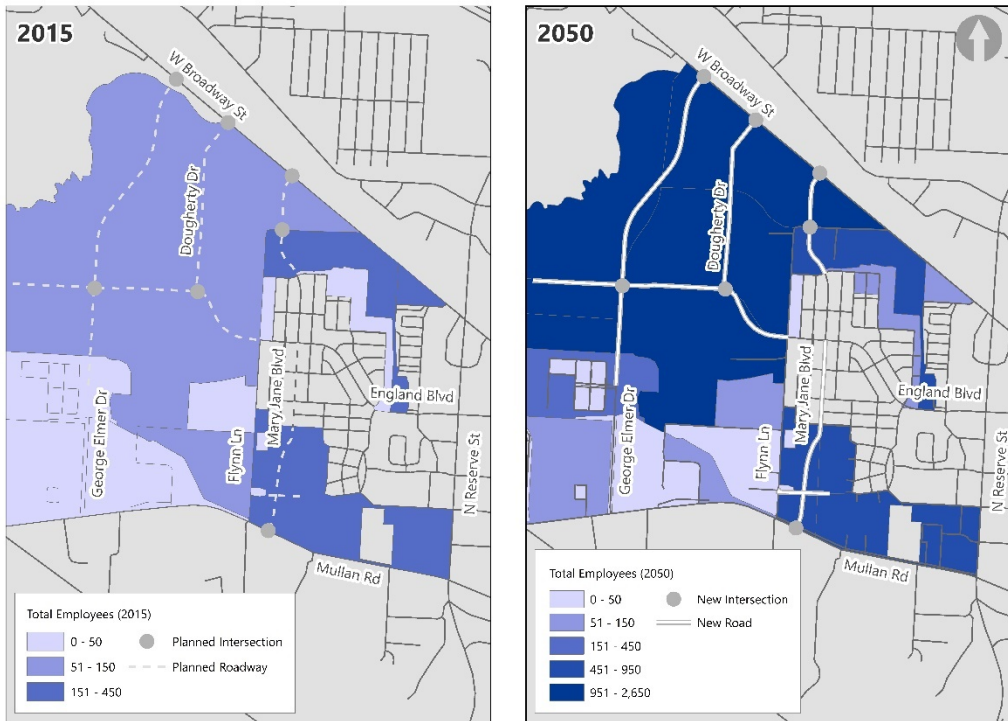 2015
W Broadway St
Dougherty Dr
George Elmer Dr
Flynn Ln
Mary Jane Blvd
England Blvd
N Reserve St
Mullan Rd
Total Employees (2015)
0 - 50
51 - 150
151 - 450
Planned Intersection
Planned Roadway
2050
W Broadway St
Dougherty Dr
George Elmer Dr
Flynn Ln
Mary Jane Blvd
England Blvd
N Reserve St
Mullan Rd
Total Employees (2050)
0 - 50
51 - 150
151 - 450
451 - 950
951 - 2,650
New Intersection
New Road